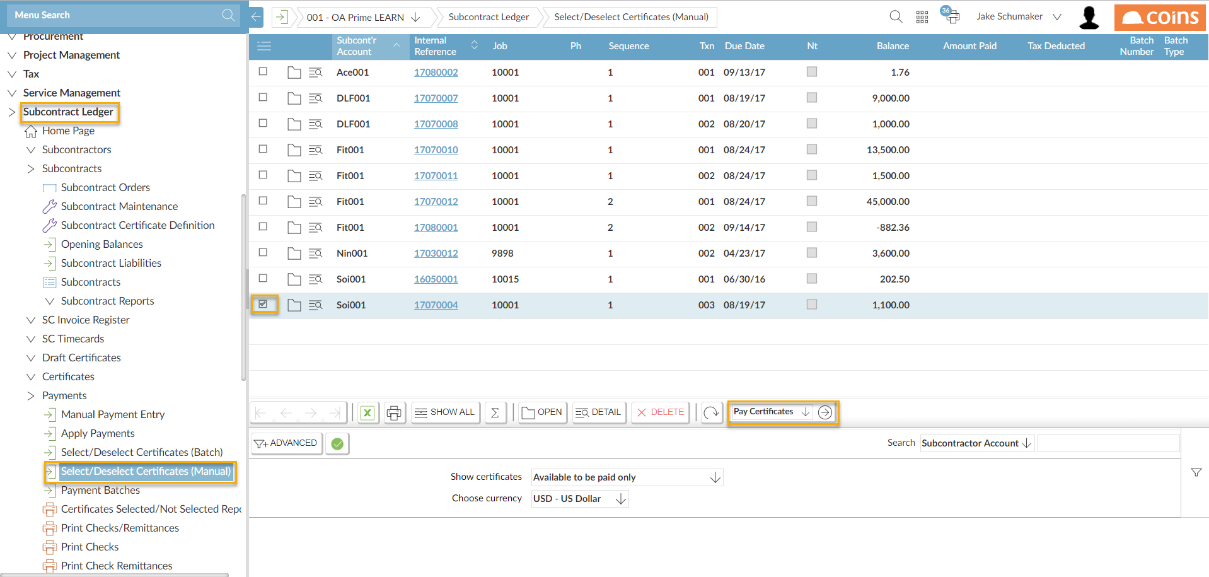 Menu Search
001 - OA Prime LEARN
Subcontract Ledger
Select/Deselect Certificates (Manual)
36
Jake Schumaker
coins
Procurement
Project Management
Tax
Service Management
Subcontract Ledger
Home Page
Subcontractors
Subcontracts
Subcontract Orders
Subcontract Maintenance
Subcontract Certificate Definition
Opening Balances
Subcontract Liabilities
Subcontracts
Subcontract Reports
SC Invoice Register
SC Timecards
Draft Certificates
Certificates
Payments
Manual Payment Entry
Apply Payments
Select/Deselect Certificates (Batch)
Select/Deselect Certificates (Manual)
Payment Batches
Certificates Selected/Not Selected Repo
Print Checks/Remittances
Print Checks
Print Check Remittances
Subcont'r Account Internal Reference Job Ph Sequence Txn Due Date Nt Balance Amount Paid Tax Deducted Batch Number Batch Type
Ace001 17080002 10001 1 001 09/13/17 1.76
DLF001 17070007 10001 1 001 08/19/17 9,000.00
DLF001 17070008 10001 1 002 08/20/17 1,000.00
Fit001 17070010 10001 1 001 08/24/17 13,500.00
Fit001 17070011 10001 1 002 08/24/17 1,500.00
Fit001 17070012 10001 2 001 08/24/17 45,000.00
Fit001 17080001 10001 2 002 09/14/17 -882.36
Nin001 17030012 9898 1 002 04/23/17 3,600.00
Soi001 16050001 10015 1 001 06/30/16 202.50
Soi001 17070004 10001 1 003 08/19/17 1,100.00
X SHOW ALL Σ OPEN DETAIL DELETE Pay Certificates
ADVANCED
Search Subcontractor Account
Show certificates Available to be paid only
Choose currency USD - US Dollar